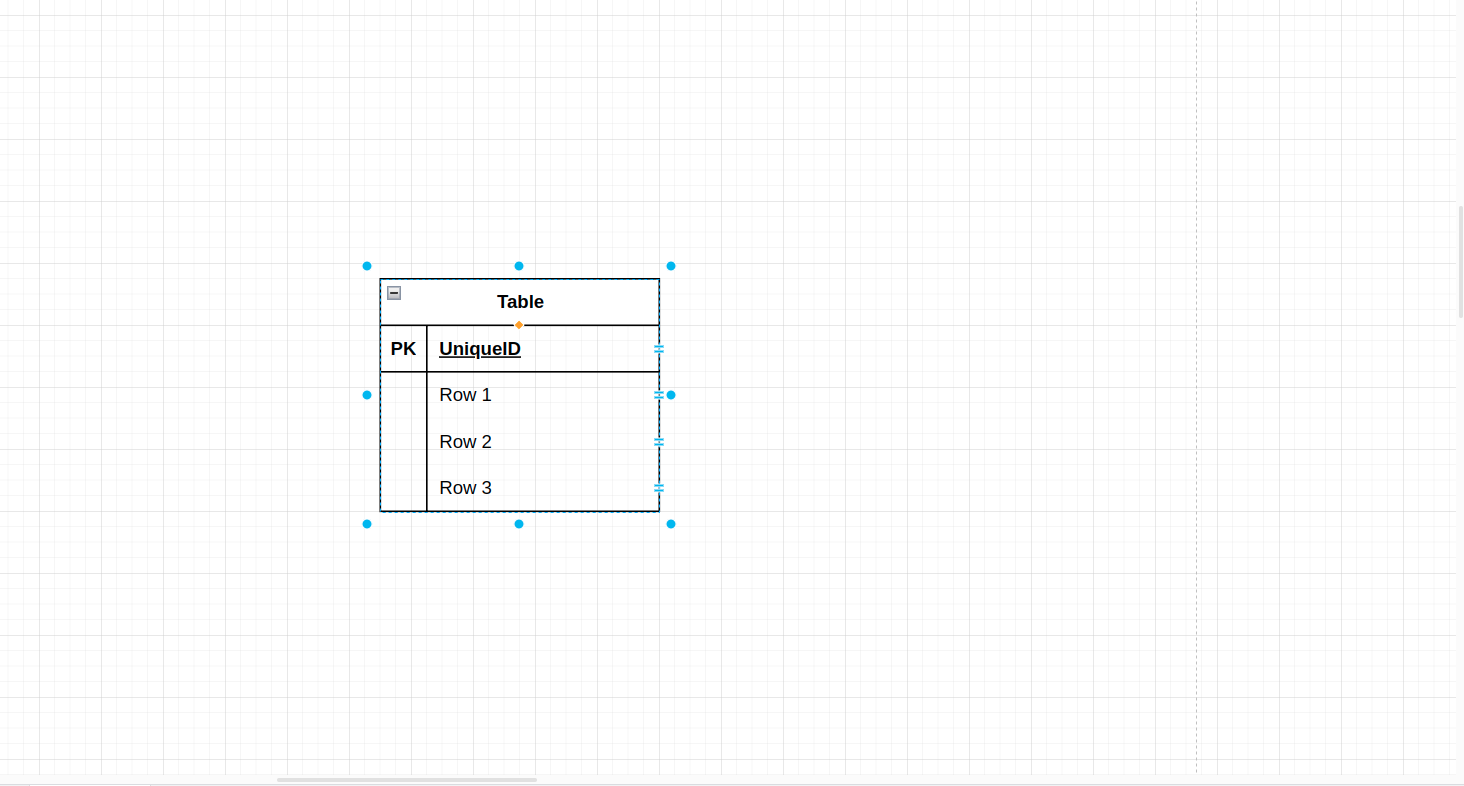 Table
PK UniqueID
Row 1
Row 2
Row 3